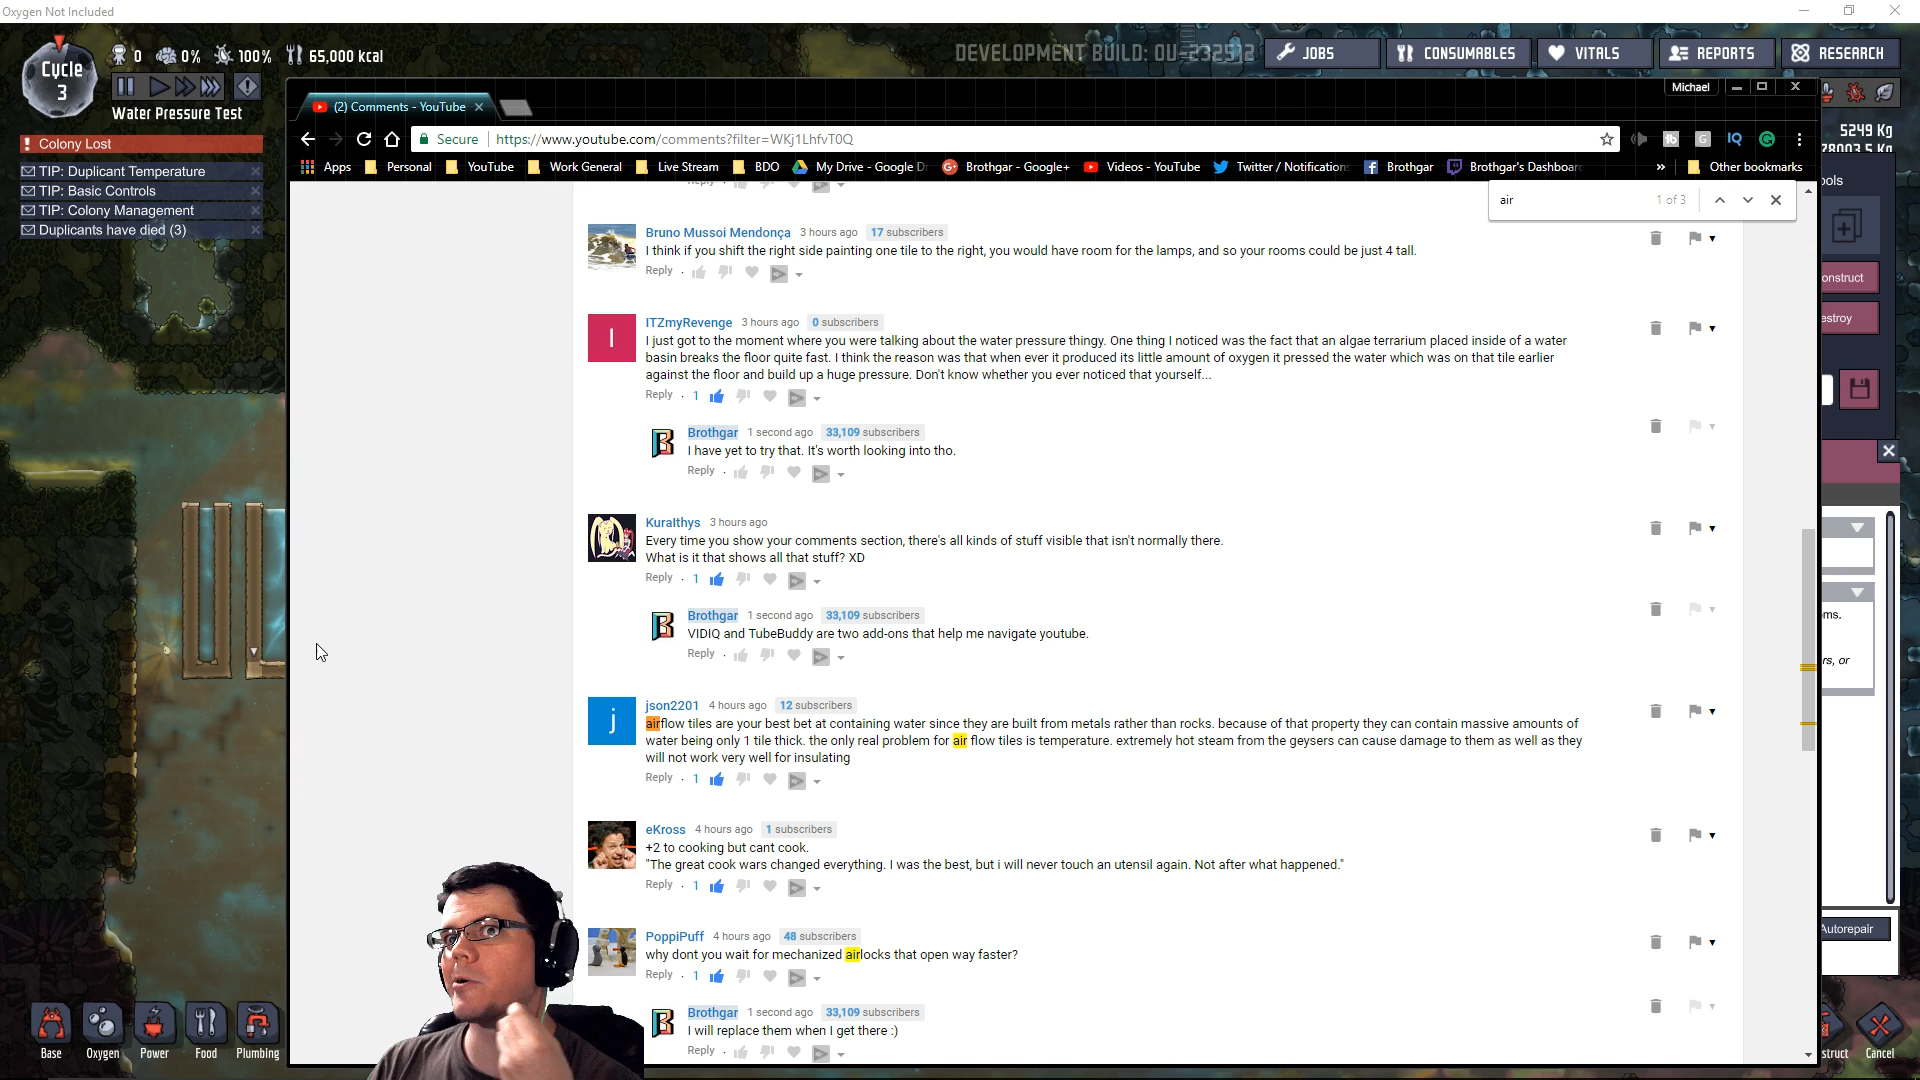 Oxygen Not Included
Cycle
3
0 0% 100% 65,000 kcal
Water Pressure Test
DEVELOPMENT BUILD: OU-232512
JOBS CONSUMABLES VITALS REPORTS RESEARCH
Colony Lost
TIP: Duplicant Temperature
TIP: Basic Controls
TIP: Colony Management
Duplicants have died (3)
Michael
(2) Comments - YouTube
Secure https://www.youtube.com/comments?filter=WKj1LhfvT0Q
Apps Personal YouTube Work General Live Stream BDO My Drive - Google Dr Brothgar - Google+ Videos - YouTube Twitter / Notifications Brothgar Brothgar's Dashboard » Other bookmarks
air 1 of 3
5249 Kg
78003.5 Kg
ools
onstruct
estroy
Reply
Bruno Mussoi Mendonça 3 hours ago 17 subscribers
I think if you shift the right side painting one tile to the right, you would have room for the lamps, and so your rooms could be just 4 tall.
Reply
I
ITZmyRevenge 3 hours ago 0 subscribers
I just got to the moment where you were talking about the water pressure thingy. One thing I noticed was the fact that an algae terrarium placed inside of a water
basin breaks the floor quite fast. I think the reason was that when ever it produced its little amount of oxygen it pressed the water which was on that tile earlier
against the floor and build up a huge pressure. Don't know whether you ever noticed that yourself...
Reply · 1
Brothgar 1 second ago 33,109 subscribers
I have yet to try that. It's worth looking into tho.
Reply
Kuralthys 3 hours ago
Every time you show your comments section, there's all kinds of stuff visible that isn't normally there.
What is it that shows all that stuff? XD
Reply · 1
Brothgar 1 second ago 33,109 subscribers
VIDIQ and TubeBuddy are two add-ons that help me navigate youtube.
Reply
j
json2201 4 hours ago 12 subscribers
airflow tiles are your best bet at containing water since they are built from metals rather than rocks. because of that property they can contain massive amounts of
water being only 1 tile thick. the only real problem for air flow tiles is temperature. extremely hot steam from the geysers can cause damage to them as well as they
will not work very well for insulating
Reply · 1
eKross 4 hours ago 1 subscribers
+2 to cooking but cant cook.
"The great cook wars changed everything. I was the best, but i will never touch an utensil again. Not after what happened."
Reply · 1
PoppiPuff 4 hours ago 48 subscribers
why dont you wait for mechanized airlocks that open way faster?
Reply · 1
Brothgar 1 second ago 33,109 subscribers
I will replace them when I get there :)
Reply
ms.
rs, or
Autorepair
Base Oxygen Power Food Plumbing
struct Cancel